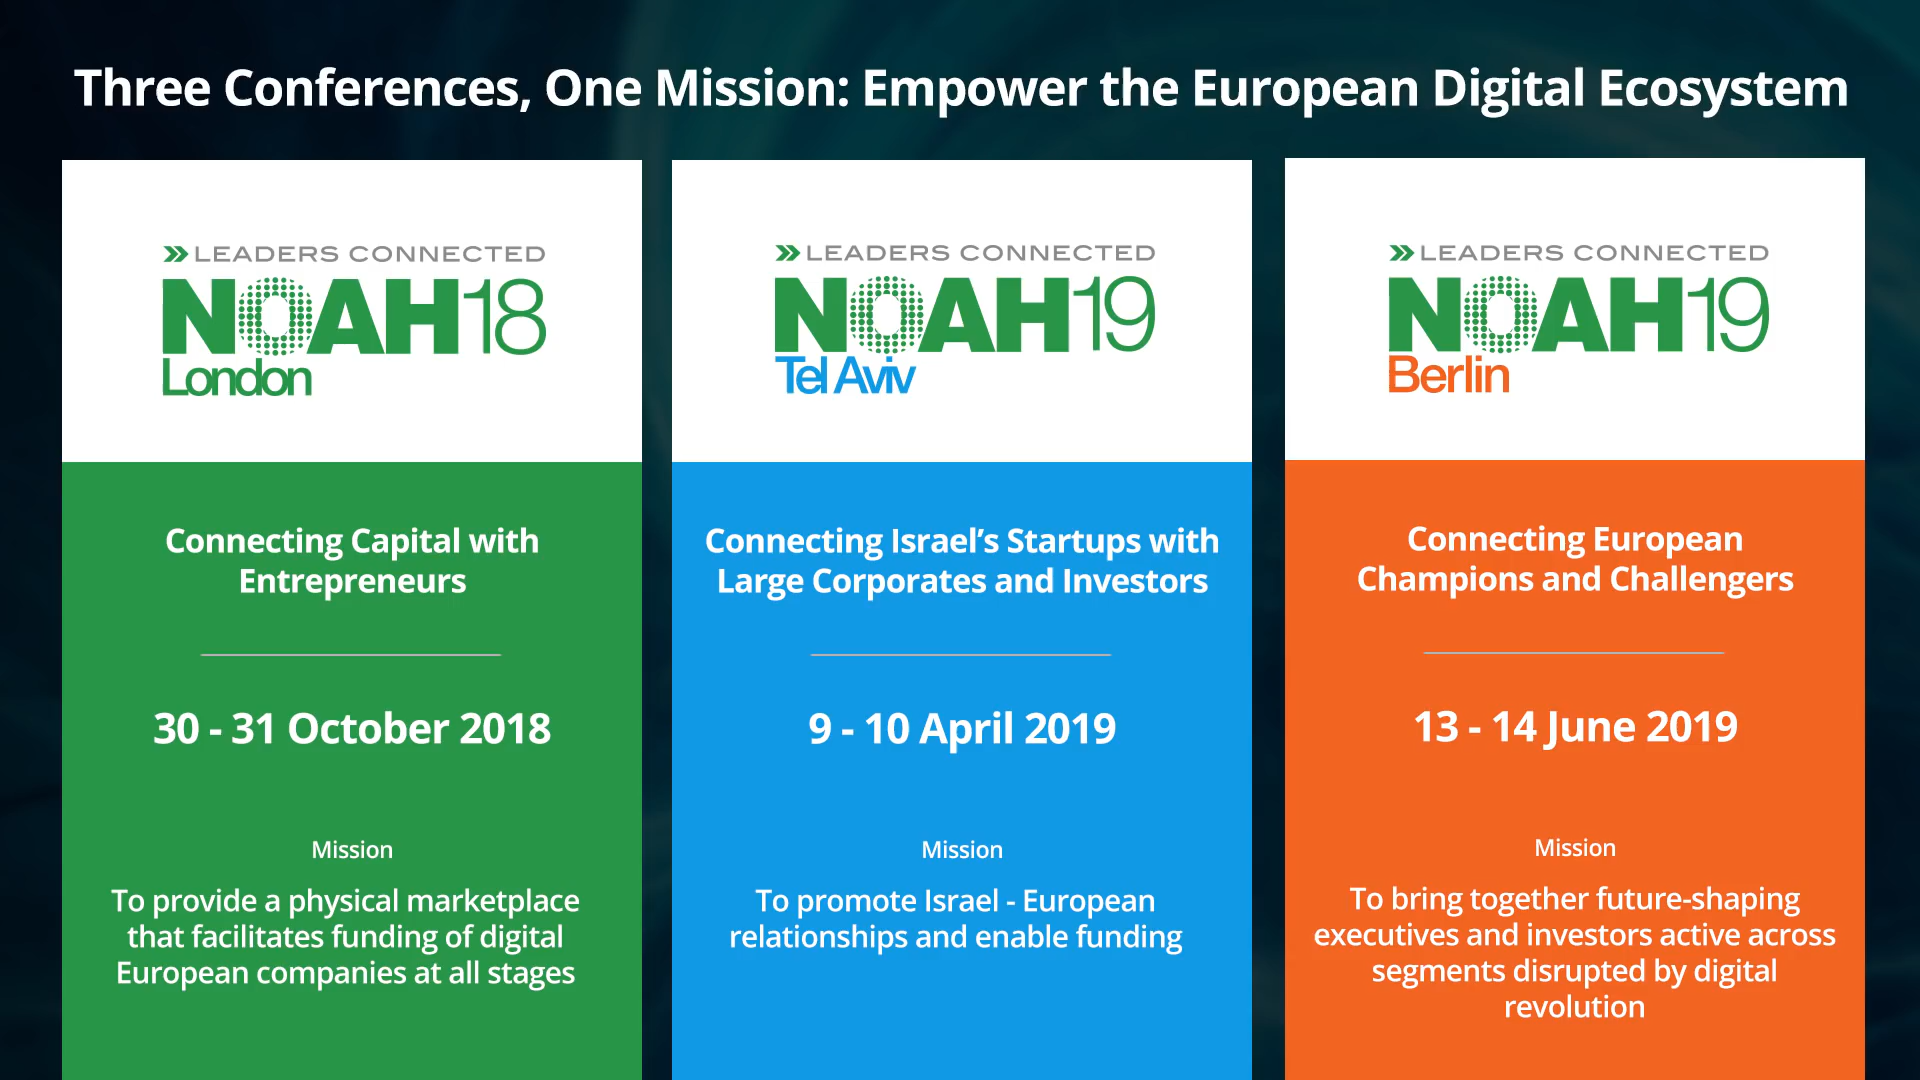 Three Conferences, One Mission: Empower the European Digital Ecosystem
LEADERS CONNECTED
NOAH18
London
Connecting Capital with
Entrepreneurs
30 - 31 October 2018
Mission
To provide a physical marketplace
that facilitates funding of digital
European companies at all stages
LEADERS CONNECTED
NOAH19
Tel Aviv
Connecting Israel’s Startups with
Large Corporates and Investors
9 - 10 April 2019
Mission
To promote Israel - European
relationships and enable funding
LEADERS CONNECTED
NOAH19
Berlin
Connecting European
Champions and Challengers
13 - 14 June 2019
Mission
To bring together future-shaping
executives and investors active across
segments disrupted by digital
revolution